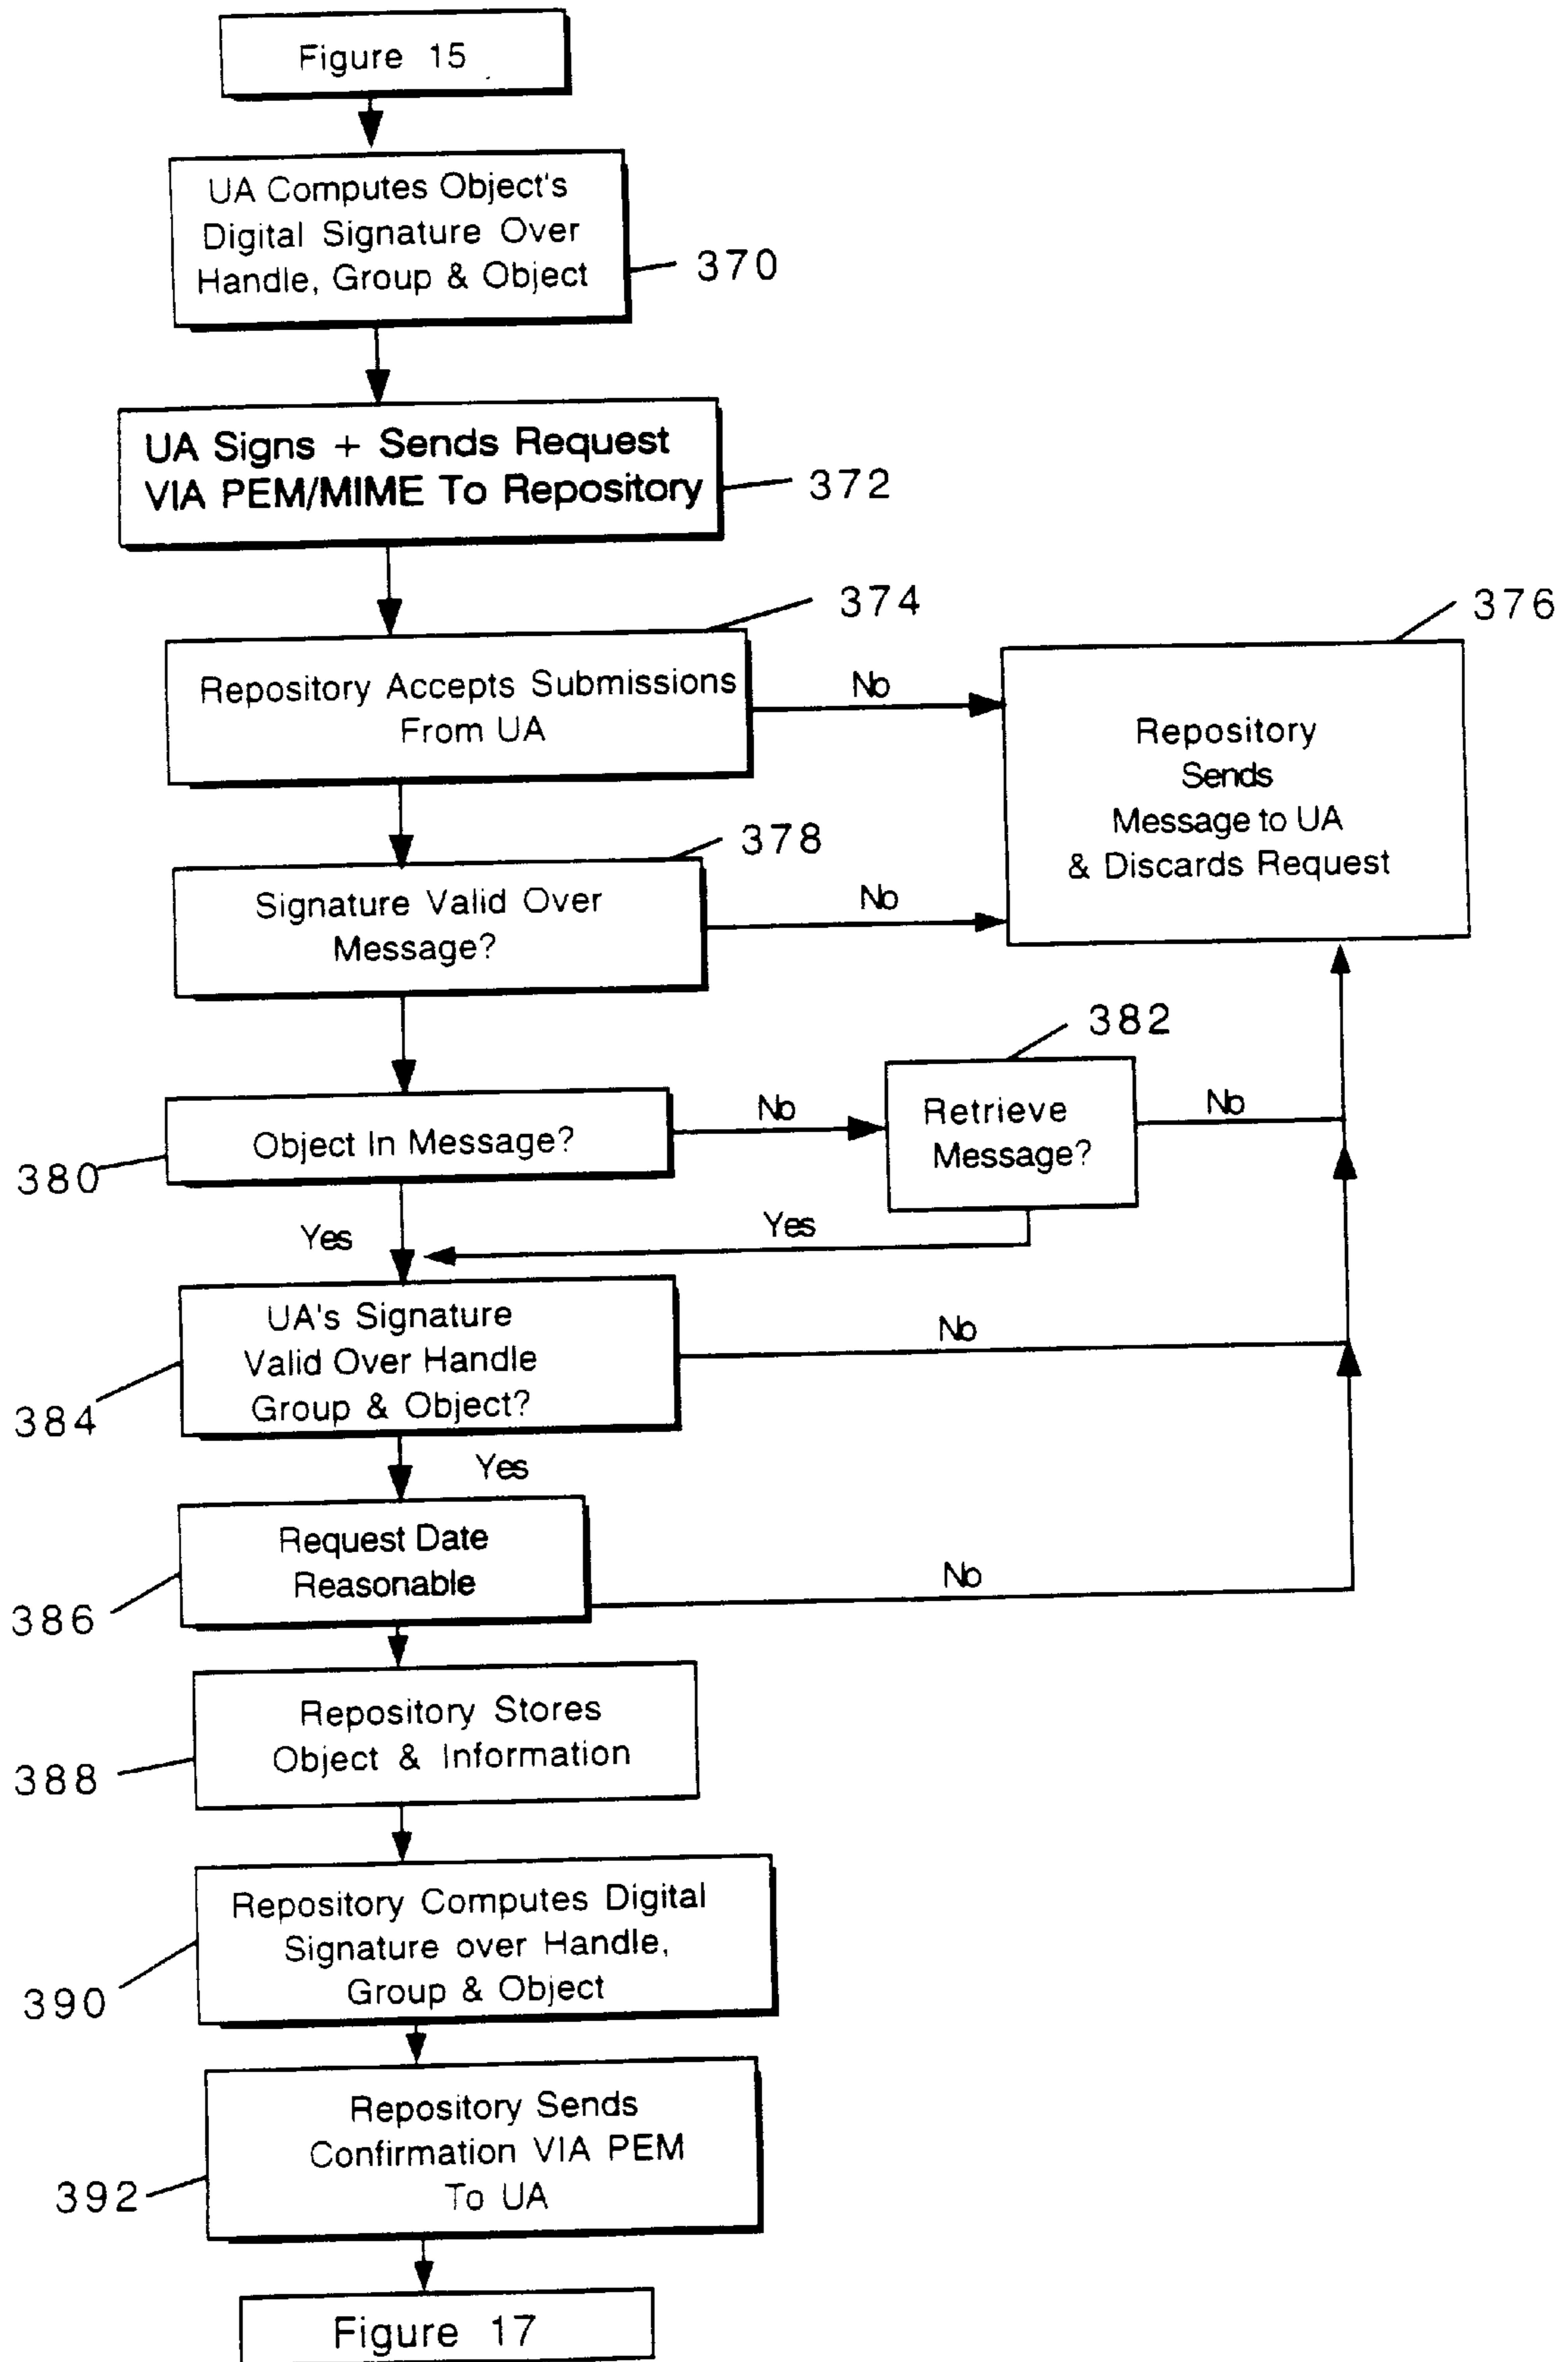 Figure 15
UA Computes Object's
Digital Signature Over
Handle, Group & Object
370
UA Signs + Sends Request
VIA PEM/MIME To Repository
372
374
Repository Accepts Submissions
From UA
No
376
Repository
Sends
Message to UA
& Discards Request
378
Signature Valid Over
Message?
No
380
Object In Message?
No
382
Retrieve
Message?
No
Yes
Yes
384
UA's Signature
Valid Over Handle
Group & Object?
No
Yes
386
Request Date
Reasonable
No
388
Repository Stores
Object & Information
390
Repository Computes Digital
Signature over Handle,
Group & Object
392
Repository Sends
Confirmation VIA PEM
To UA
Figure 17